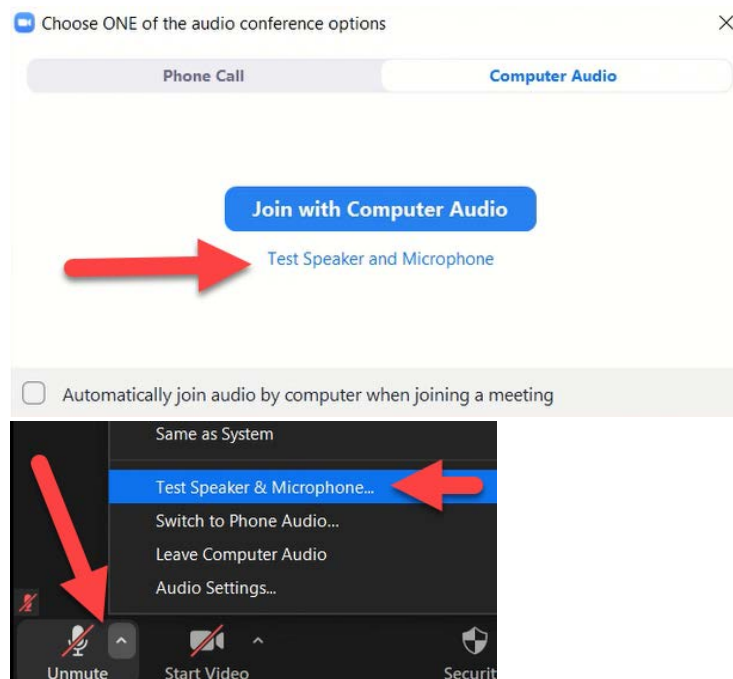 Choose ONE of the audio conference options
Phone Call
Computer Audio
Join with Computer Audio
Test Speaker and Microphone
Automatically join audio by computer when joining a meeting
Same as System
Test Speaker & Microphone...
Switch to Phone Audio...
Leave Computer Audio
Audio Settings...
Unmute
Start Video
Securit